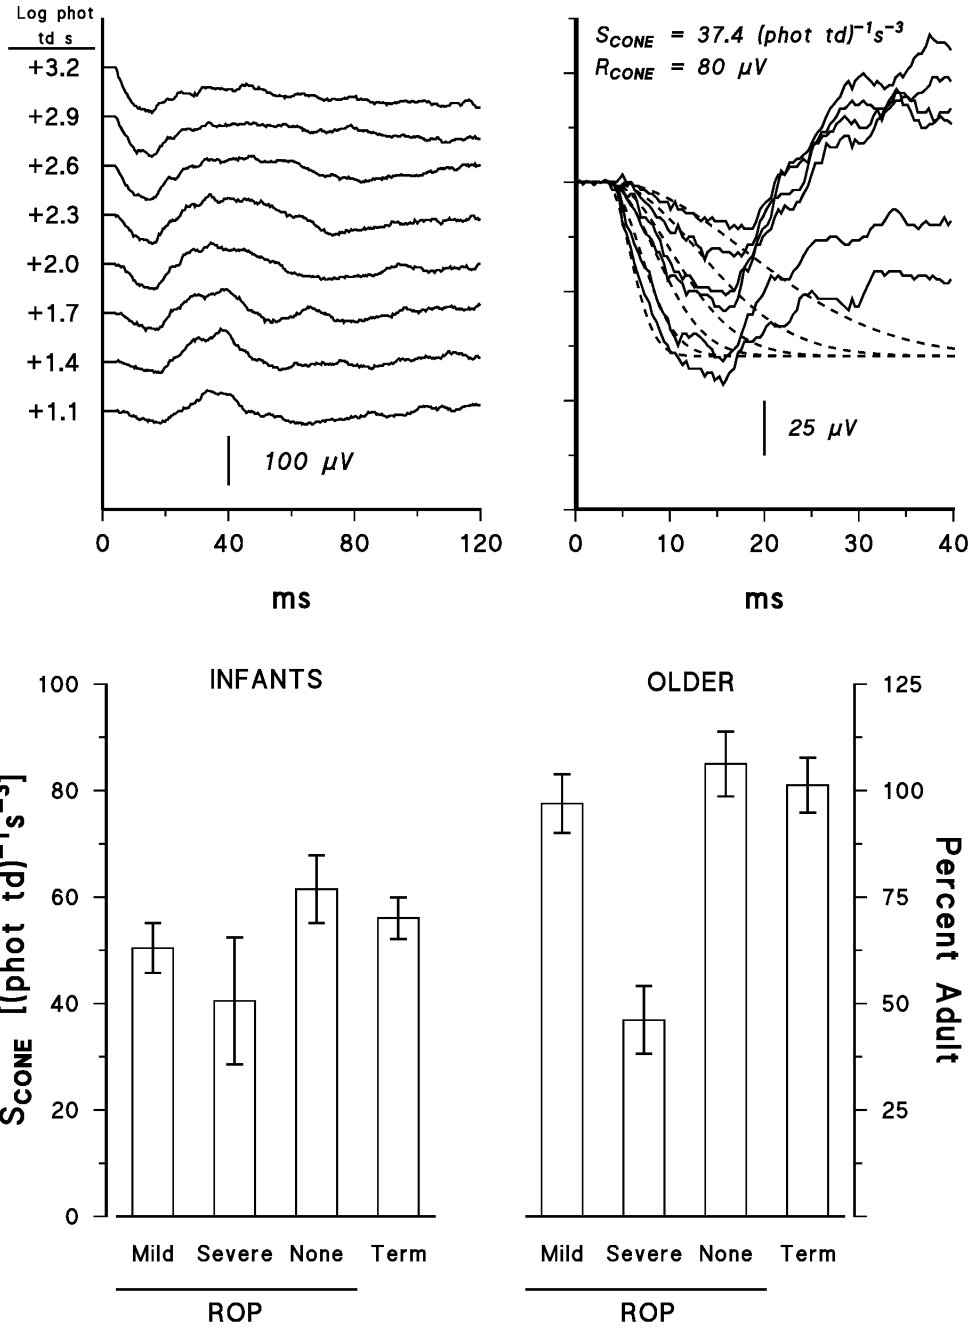 Log phot
td s
+3.2
+2.9
+2.6
+2.3
+2.0
+1.7
+1.4
+1.1
100 µV
0 40 80 120
ms
S_CONE = 37.4 (phot td)⁻¹s⁻³
R_CONE = 80 µV
25 µV
0 10 20 30 40
ms
INFANTS
100
80
60
40
20
0
S_CONE [(phot td)⁻¹s⁻³]
Mild Severe None Term
ROP
OLDER
125
100
75
50
25
Percent Adult
Mild Severe None Term
ROP